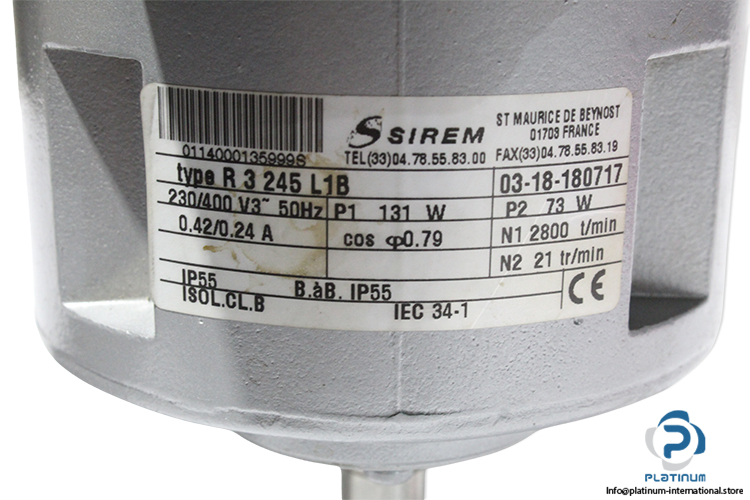 SIREM
ST MAURICE DE BEYNOST
01703 FRANCE
0114000135999S
TEL(33)04.78.55.83.00 FAX(33)04.78.55.83.19
type R 3 245 L1B
03-18-180717
230/400 V3~ 50Hz P1 131 W P2 73 W
0.42/0.24 A cos φ0.79 N1 2800 t/min
N2 21 tr/min
IP55 B.àB. IP55
ISOL.CL.B IEC 34-1
CE
PLATINUM
Info@platinum-international.store